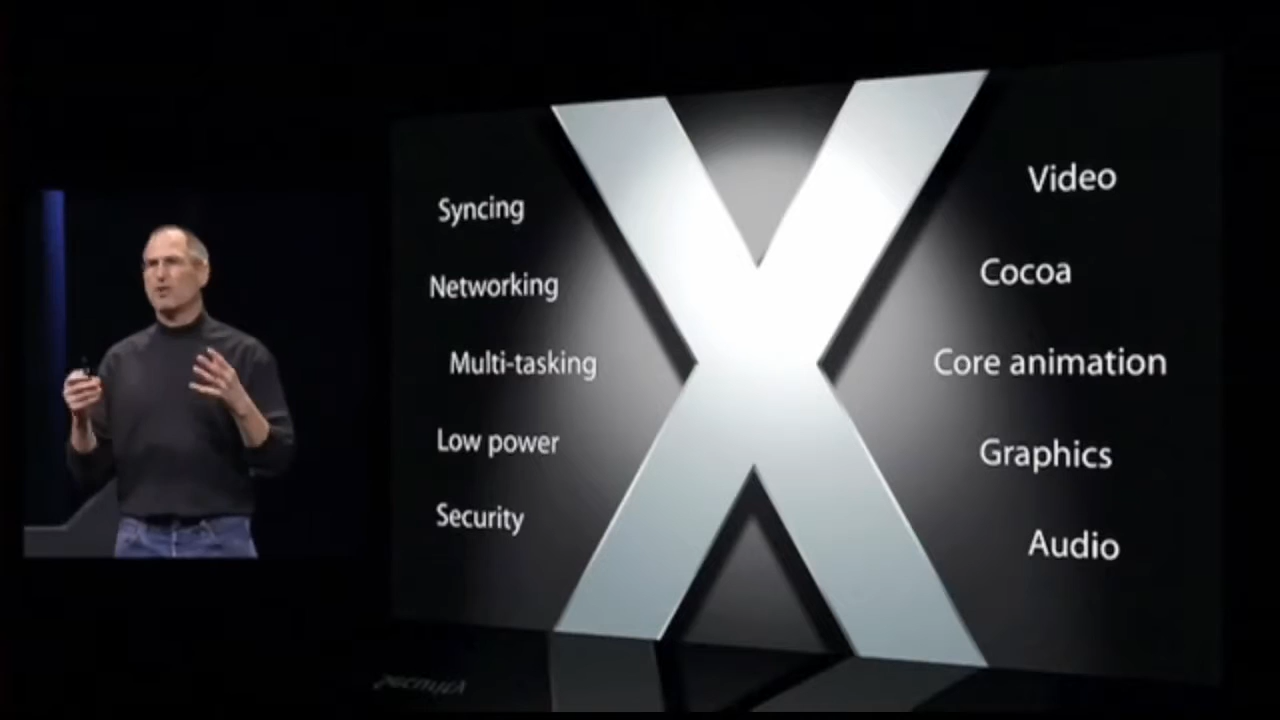 Syncing
Networking
Multi-tasking
Low power
Security
X
Video
Cocoa
Core animation
Graphics
Audio